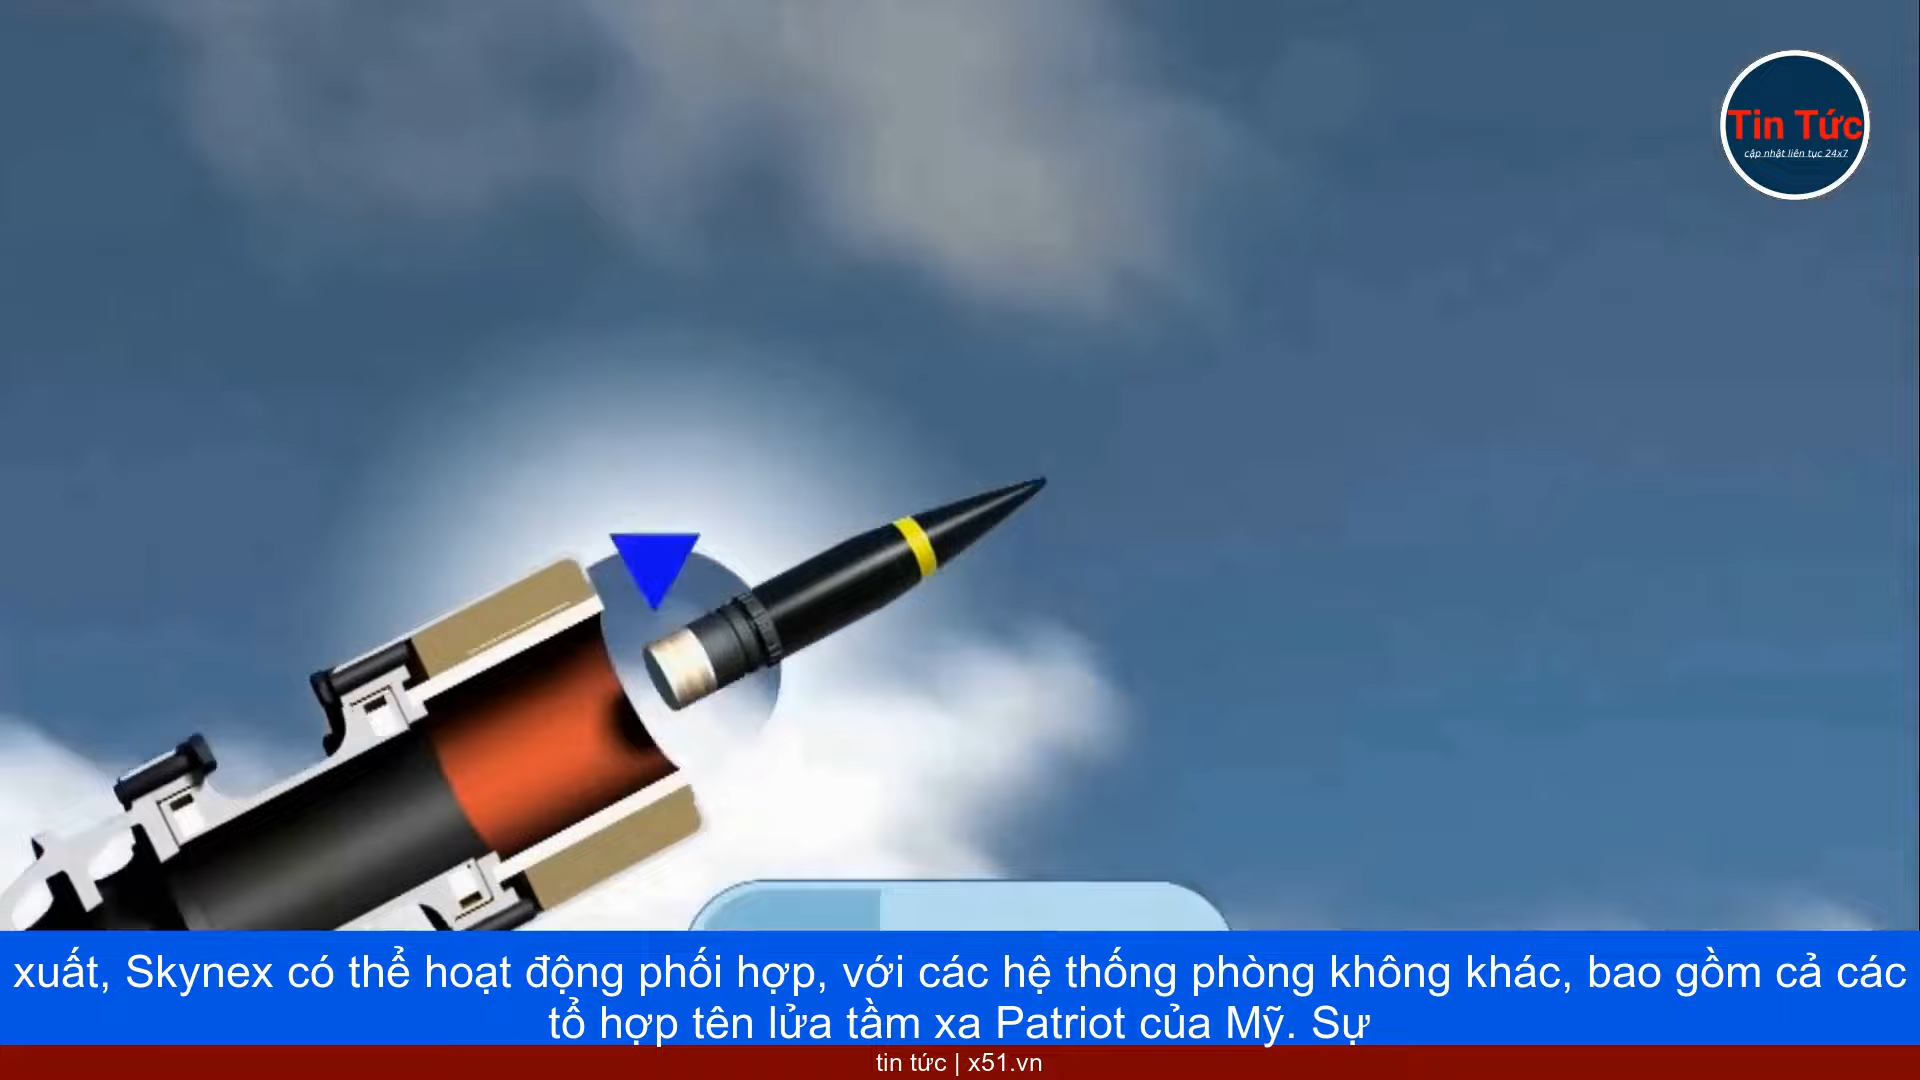 Tin Tức
cập nhật liên tục 24x7
xuất, Skynex có thể hoạt động phối hợp, với các hệ thống phòng không khác, bao gồm cả các
tổ hợp tên lửa tầm xa Patriot của Mỹ. Sự
tin tức | x51.vn